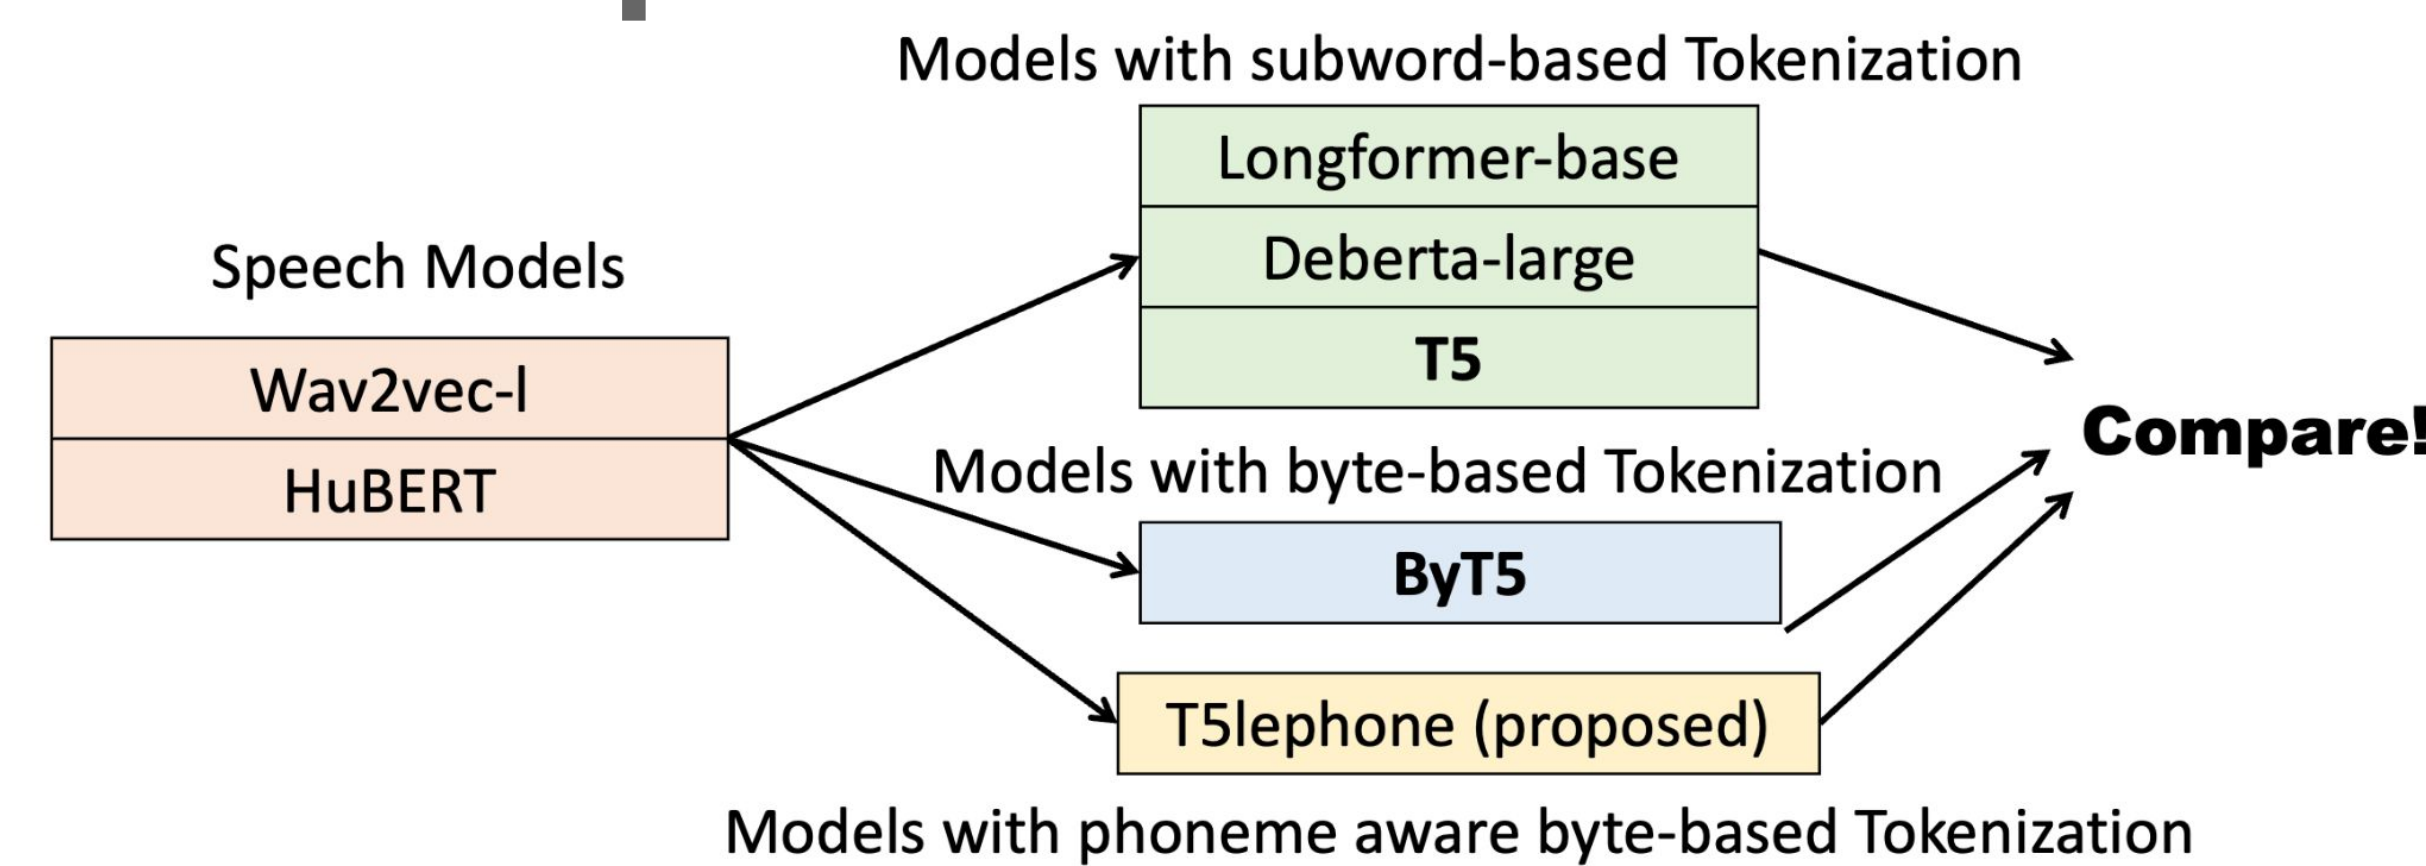 Models with subword-based Tokenization
Longformer-base
Deberta-large
T5
Speech Models
Wav2vec-l
HuBERT
Models with byte-based Tokenization
ByT5
T5lephone (proposed)
Models with phoneme aware byte-based Tokenization
Compare!